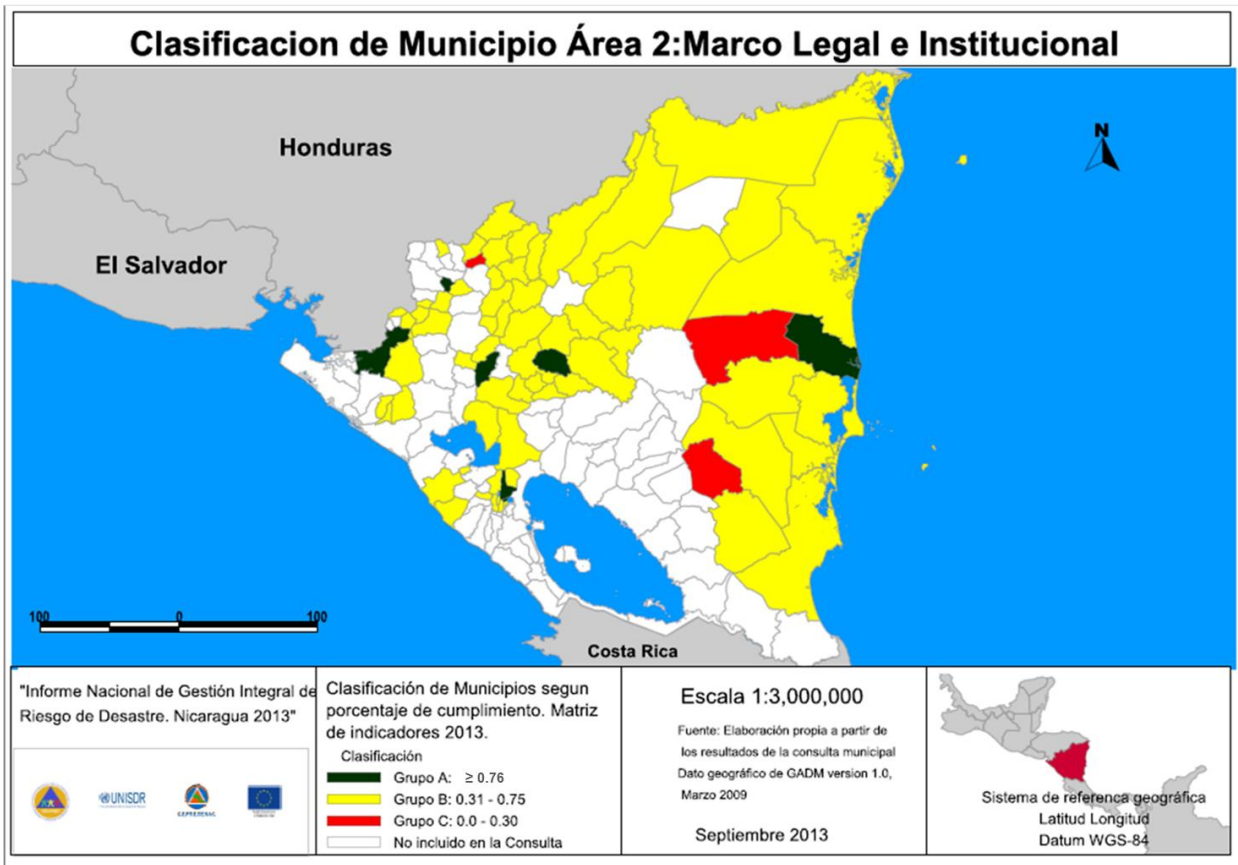 Clasificacion de Municipio Área 2:Marco Legal e Institucional
Honduras
N
El Salvador
100 0 100
Costa Rica
"Informe Nacional de Gestión Integral de
Riesgo de Desastre. Nicaragua 2013"
UNISDR
CEPREDENAC
Clasificación de Municipios segun
porcentaje de cumplimiento. Matriz
de indicadores 2013.
Clasificación
Grupo A: ≥ 0.76
Grupo B: 0.31 - 0.75
Grupo C: 0.0 - 0.30
No incluido en la Consulta
Escala 1:3,000,000
Fuente: Elaboración propia a partir de
los resultados de la consulta municipal
Dato geográfico de GADM version 1.0,
Marzo 2009
Septiembre 2013
Sistema de referenca geográfica
Latitud Longitud
Datum WGS-84